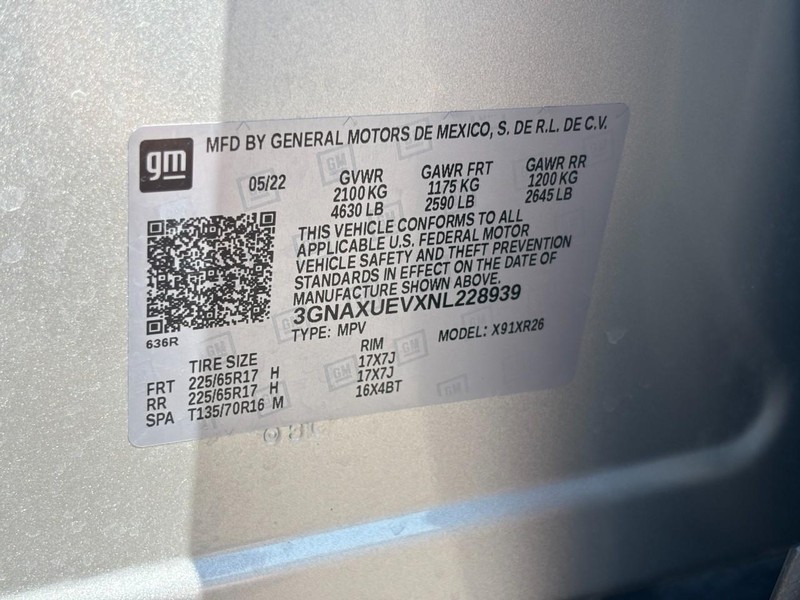 gm MFD BY GENERAL MOTORS DE MEXICO, S. DE R.L. DE C.V.
05/22 GVWR GAWR FRT GAWR RR
2100 KG 1175 KG 1200 KG
4630 LB 2590 LB 2645 LB
THIS VEHICLE CONFORMS TO ALL
APPLICABLE U.S. FEDERAL MOTOR
VEHICLE SAFETY AND THEFT PREVENTION
STANDARDS IN EFFECT ON THE DATE OF
MANUFACTURE SHOWN ABOVE.
3GNAXUEVXNL228939
636R
TYPE: MPV MODEL: X91XR26
TIRE SIZE RIM
FRT 225/65R17 H 17X7J
RR 225/65R17 H 17X7J
SPA T135/70R16 M 16X4BT